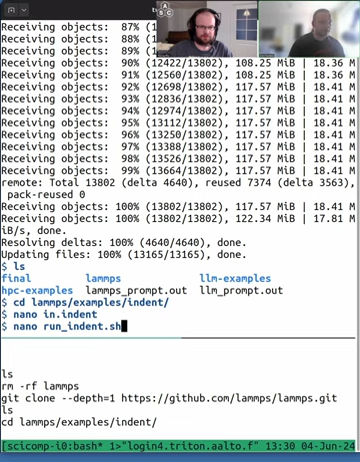 Receiving objects:  87% (1
Receiving objects:  88% (1
Receiving objects:  89% (1
Receiving objects:  90% (12422/13802), 108.25 MiB | 18.36 M
Receiving objects:  91% (12560/13802), 108.25 MiB | 18.36 M
Receiving objects:  92% (12698/13802), 117.57 MiB | 18.41 M
Receiving objects:  93% (12836/13802), 117.57 MiB | 18.41 M
Receiving objects:  94% (12974/13802), 117.57 MiB | 18.41 M
Receiving objects:  95% (13112/13802), 117.57 MiB | 18.41 M
Receiving objects:  96% (13250/13802), 117.57 MiB | 18.41 M
Receiving objects:  97% (13388/13802), 117.57 MiB | 18.41 M
Receiving objects:  98% (13526/13802), 117.57 MiB | 18.41 M
Receiving objects:  99% (13664/13802), 117.57 MiB | 18.41 M
remote: Total 13802 (delta 4640), reused 7374 (delta 3563),
pack-reused 0
Receiving objects: 100% (13802/13802), 117.57 MiB | 18.41 M
Receiving objects: 100% (13802/13802), 122.34 MiB | 17.81 M
iB/s, done.
Resolving deltas: 100% (4640/4640), done.
Updating files: 100% (13165/13165), done.
$ ls
final lammps llm-examples
hpc-examples lammps_prompt.out llm_prompt.out
$ cd lammps/examples/indent/
$ nano in.indent
$ nano run_indent.sh
ls
rm -rf lammps
git clone --depth=1 https://github.com/lammps/lammps.git
ls
cd lammps/examples/indent/
[scicomp-i0:bash* 1>"login4.triton.aalto.f" 13:30 04-Jun-24